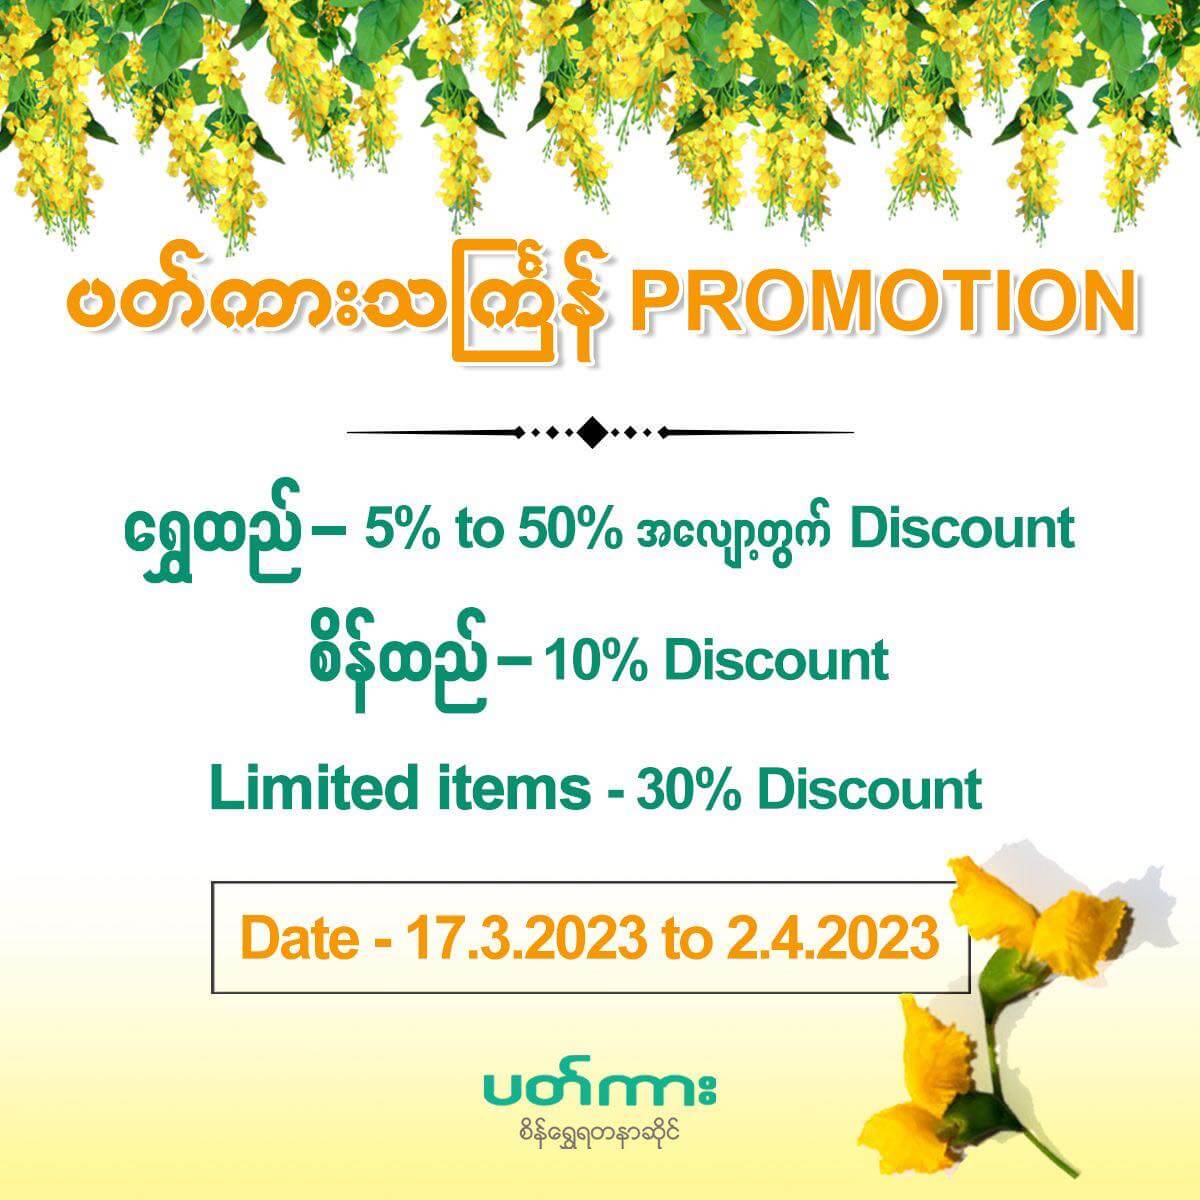 ပတ်ကားသင်္ကြန် PROMOTION
ရွှေထည် – 5% to 50% အလျော့တွက် Discount
စိန်ထည် – 10% Discount
Limited items - 30% Discount
Date - 17.3.2023 to 2.4.2023
ပတ်ကား
စိန်ရွှေရတနာဆိုင်